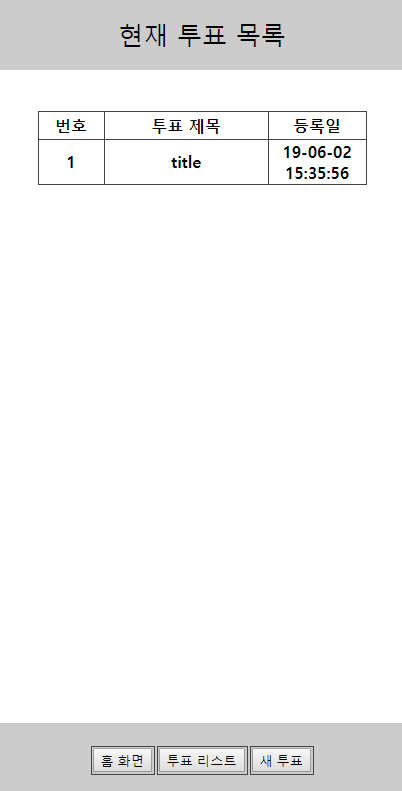 현재 투표 목록
번호 투표 제목 등록일
1 title 19-06-02
15:35:56
홈 화면 투표 리스트 새 투표